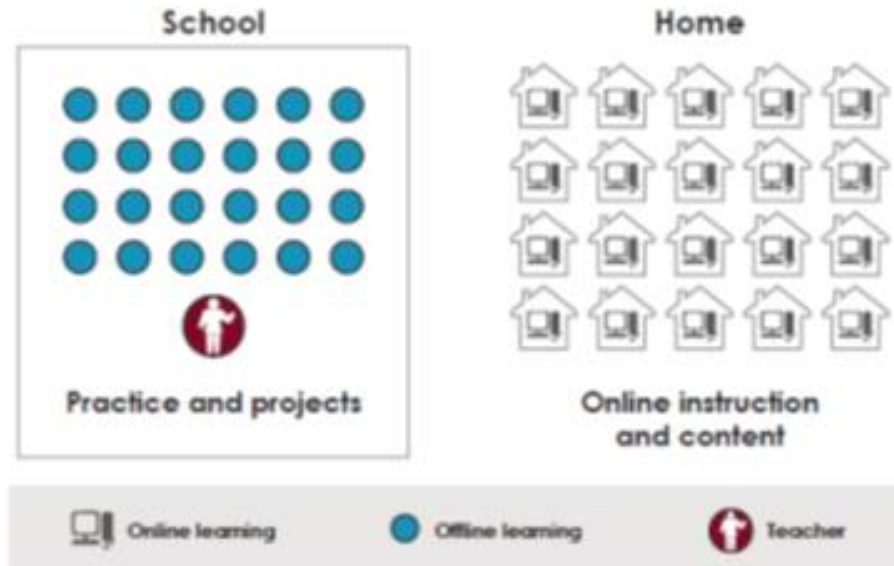 School
Home
Practice and projects
Online instruction
and content
Online learning
Offline learning
Teacher